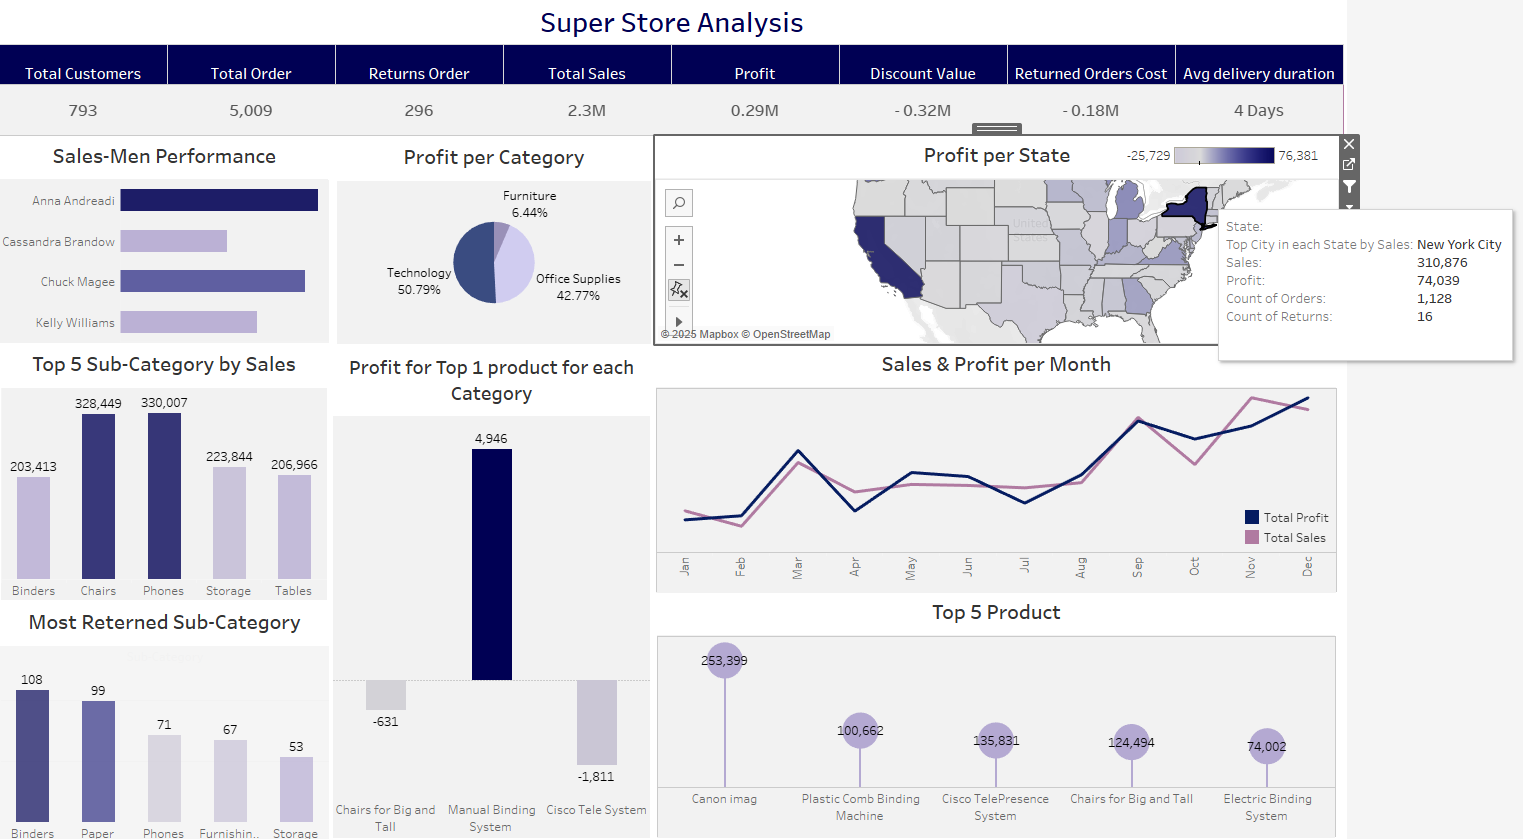 Super Store Analysis
Total Customers
Total Order
Returns Order
Total Sales
Profit
Discount Value
Returned Orders Cost
Avg delivery duration
793
5,009
296
2.3M
0.29M
- 0.32M
- 0.18M
4 Days
Sales-Men Performance
Anna Andreadi
Cassandra Brandow
Chuck Magee
Kelly Williams
Profit per Category
Furniture
6.44%
Technology
50.79%
Office Supplies
42.77%
Profit per State
-25,729
76,381
United
States
© 2025 Mapbox © OpenStreetMap
State:
Top City in each State by Sales: New York City
Sales: 310,876
Profit: 74,039
Count of Orders: 1,128
Count of Returns: 16
Top 5 Sub-Category by Sales
203,413
328,449
330,007
223,844
206,966
Binders
Chairs
Phones
Storage
Tables
Profit for Top 1 product for each
Category
4,946
-631
-1,811
Chairs for Big and
Tall
Manual Binding
System
Cisco Tele System
Sales & Profit per Month
Total Profit
Total Sales
Jan
Feb
Mar
Apr
May
Jun
Jul
Aug
Sep
Oct
Nov
Dec
Most Reterned Sub-Category
108
99
71
67
53
Binders
Paper
Phones
Furnishin..
Storage
Top 5 Product
253,399
100,662
135,831
124,494
74,002
Canon imag
Plastic Comb Binding
Machine
Cisco TelePresence
System
Chairs for Big and Tall
Electric Binding
System